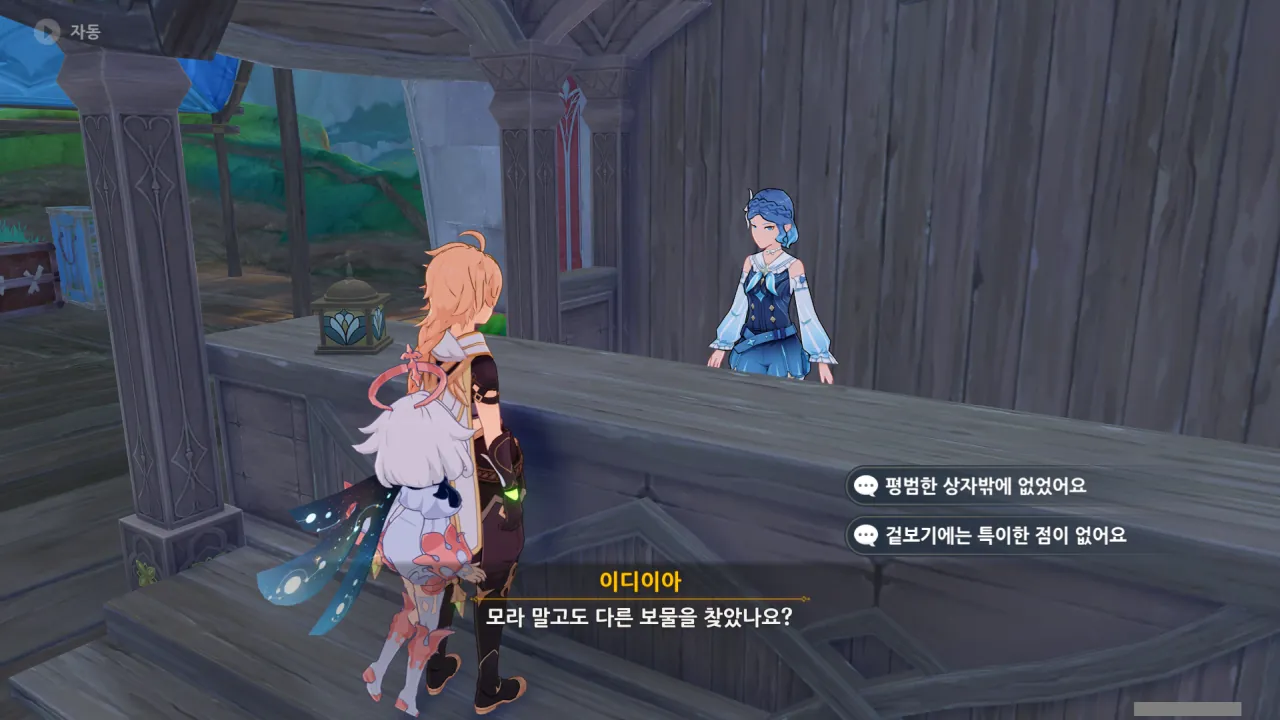 자동
평범한 상자밖에 없었어요
겉보기에는 특이한 점이 없어요
이디이아
모라 말고도 다른 보물을 찾았나요?